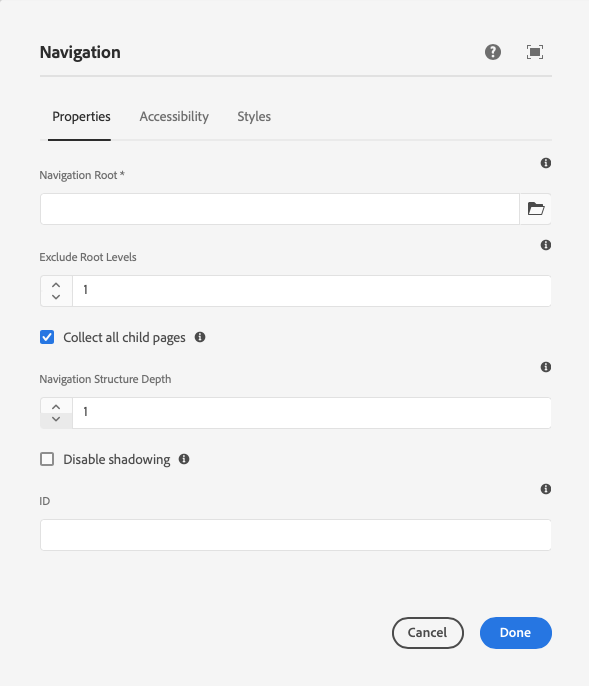 Navigation
Properties Accessibility Styles
Navigation Root *
Exclude Root Levels
1
Collect all child pages
Navigation Structure Depth
1
Disable shadowing
ID
Cancel Done